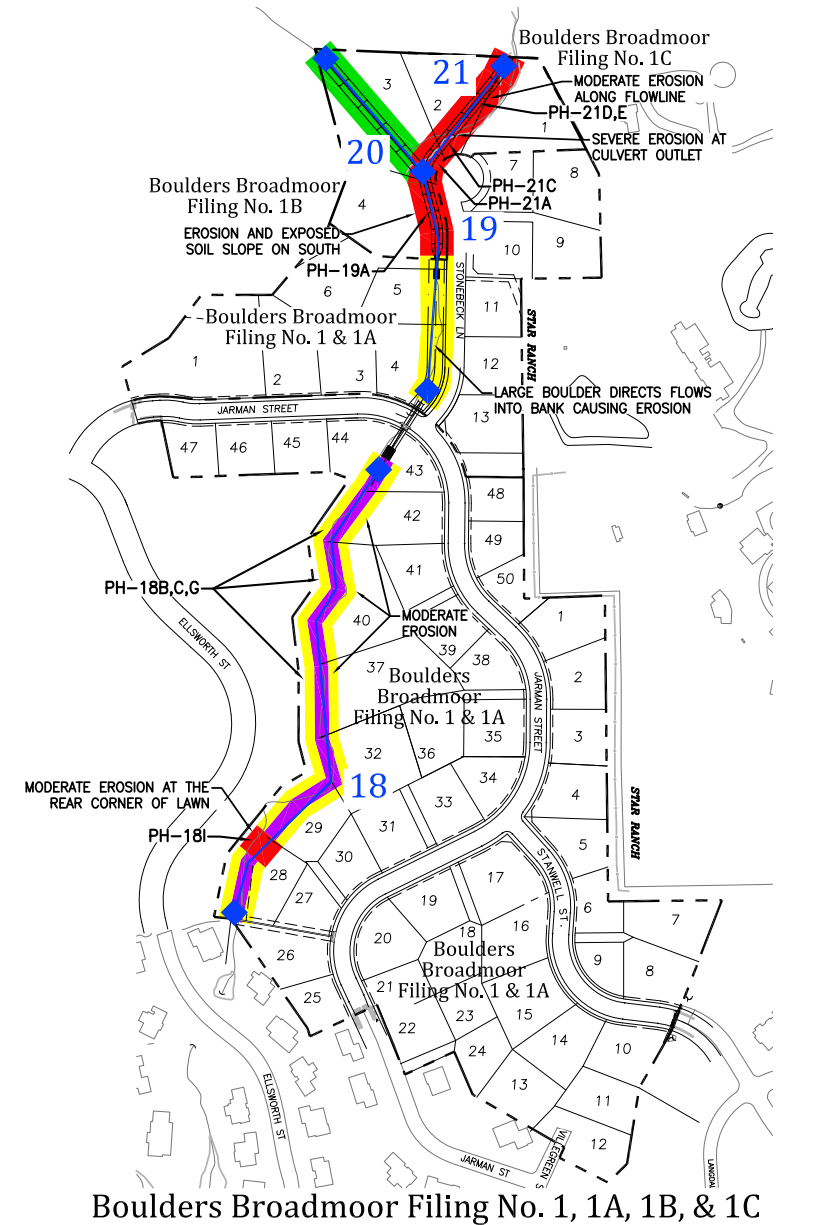 Boulders Broadmoor
Filing No. 1C
21
MODERATE EROSION
ALONG FLOWLINE
3
2
PH-21D,E
1
SEVERE EROSION AT
CULVERT OUTLET
20
7
8
PH-21C
PH-21A
Boulders Broadmoor
Filing No. 1B
4
EROSION AND EXPOSED
SOIL SLOPE ON SOUTH
19
10
9
PH-19A
STONEBECK LN
6
5
11
STAR RANCH
Boulders Broadmoor
Filing No. 1 & 1A
1
2
3
4
12
LARGE BOULDER DIRECTS FLOWS
INTO BANK CAUSING EROSION
JARMAN STREET
13
47
46
45
44
43
48
42
49
41
50
PH-18B,C,G
40
MODERATE
EROSION
1
ELLSWORTH ST
39
38
37
2
Boulders
Broadmoor
Filing No. 1 & 1A
JARMAN STREET
35
3
32
36
34
18
MODERATE EROSION AT THE
REAR CORNER OF LAWN
33
4
STAR RANCH
PH-18I
29
31
30
5
28
27
17
STANWELL ST.
19
6
7
16
20
18
26
Boulders
Broadmoor
Filing No. 1 & 1A
9
8
21
25
22
23
15
24
14
10
13
11
ELLSWORTH ST
12
VILLEGREEN S
JARMAN ST
LANGDAL
Boulders Broadmoor Filing No. 1, 1A, 1B, & 1C